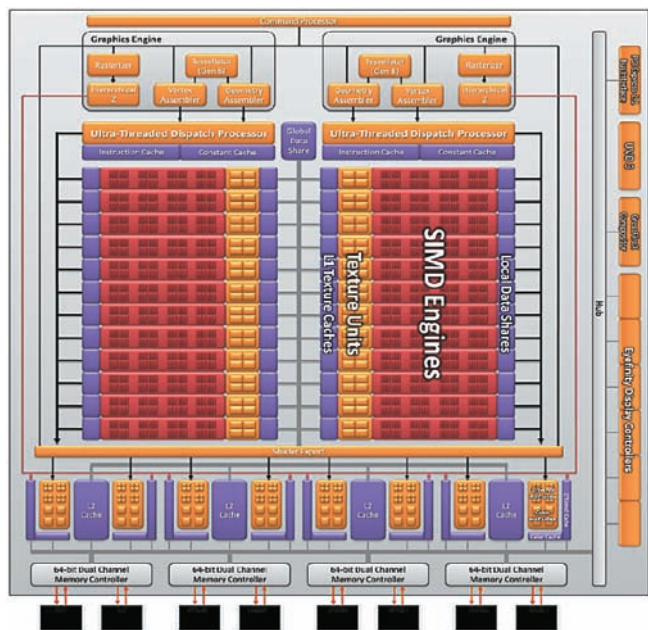 Command Processor
Graphics Engine
Graphics Engine
Rasterizer
Tessellator
(Gen 8)
Tessellator
(Gen 8)
Rasterizer
Hierarchical
Z
Vertex
Assembler
Geometry
Assembler
Geometry
Assembler
Vertex
Assembler
Hierarchical
Z
Ultra-Threaded Dispatch Processor
Global
Data
Share
Ultra-Threaded Dispatch Processor
Instruction Cache
Constant Cache
Instruction Cache
Constant Cache
L1 Texture Caches
Texture Units
SIMD Engines
Local Data Shares
Shader Export
L2
Cache
L2
Cache
L2
Cache
L2
Cache
Color Cache
64-bit Dual Channel
Memory Controller
64-bit Dual Channel
Memory Controller
64-bit Dual Channel
Memory Controller
64-bit Dual Channel
Memory Controller
Hub
UVD 3
CrossFire
Compositor
Eyefinity Display Controllers